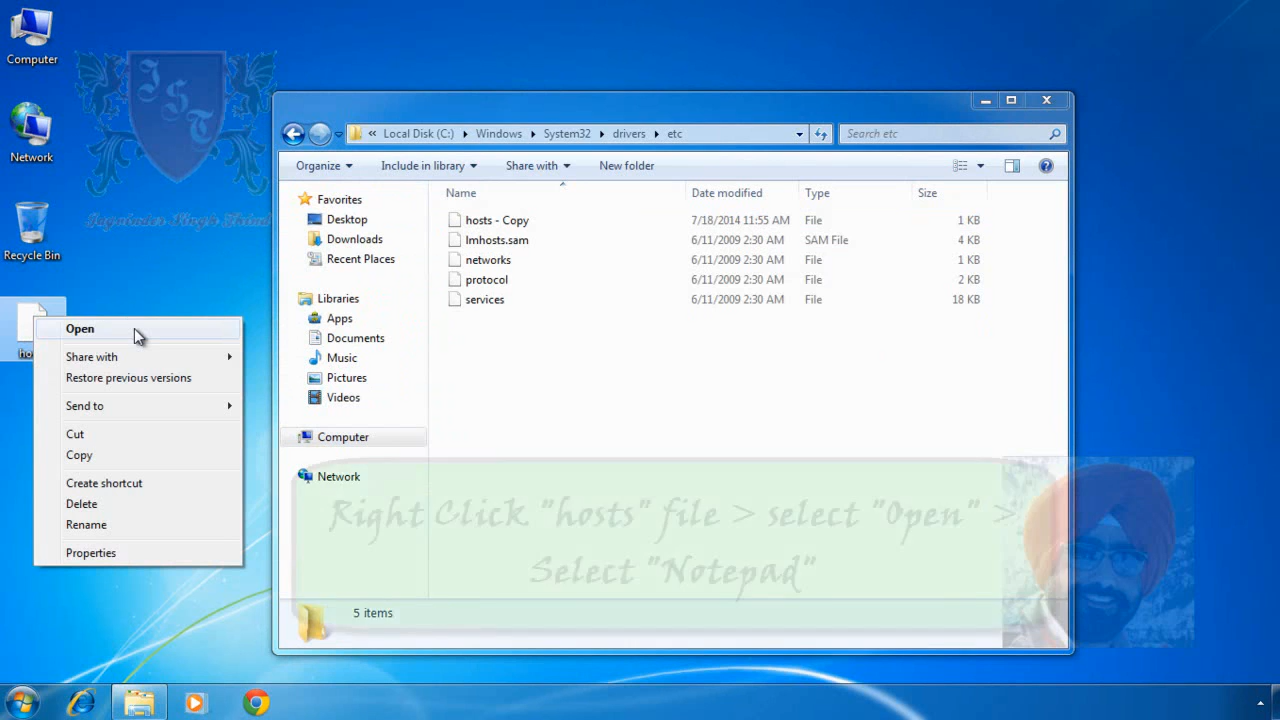 Computer
Network
Recycle Bin
Open
Share with
Restore previous versions
Send to
Cut
Copy
Create shortcut
Delete
Rename
Properties
« Local Disk (C:) Windows System32 drivers etc
Search etc
Organize Include in library Share with New folder
Favorites
Desktop
Downloads
Recent Places
Libraries
Apps
Documents
Music
Pictures
Videos
Computer
Network
Name Date modified Type Size
hosts - Copy 7/18/2014 11:55 AM File 1 KB
lmhosts.sam 6/11/2009 2:30 AM SAM File 4 KB
networks 6/11/2009 2:30 AM File 1 KB
protocol 6/11/2009 2:30 AM File 2 KB
services 6/11/2009 2:30 AM File 18 KB
Right Click "hosts" file > select "Open" >
Select "Notepad"
5 items